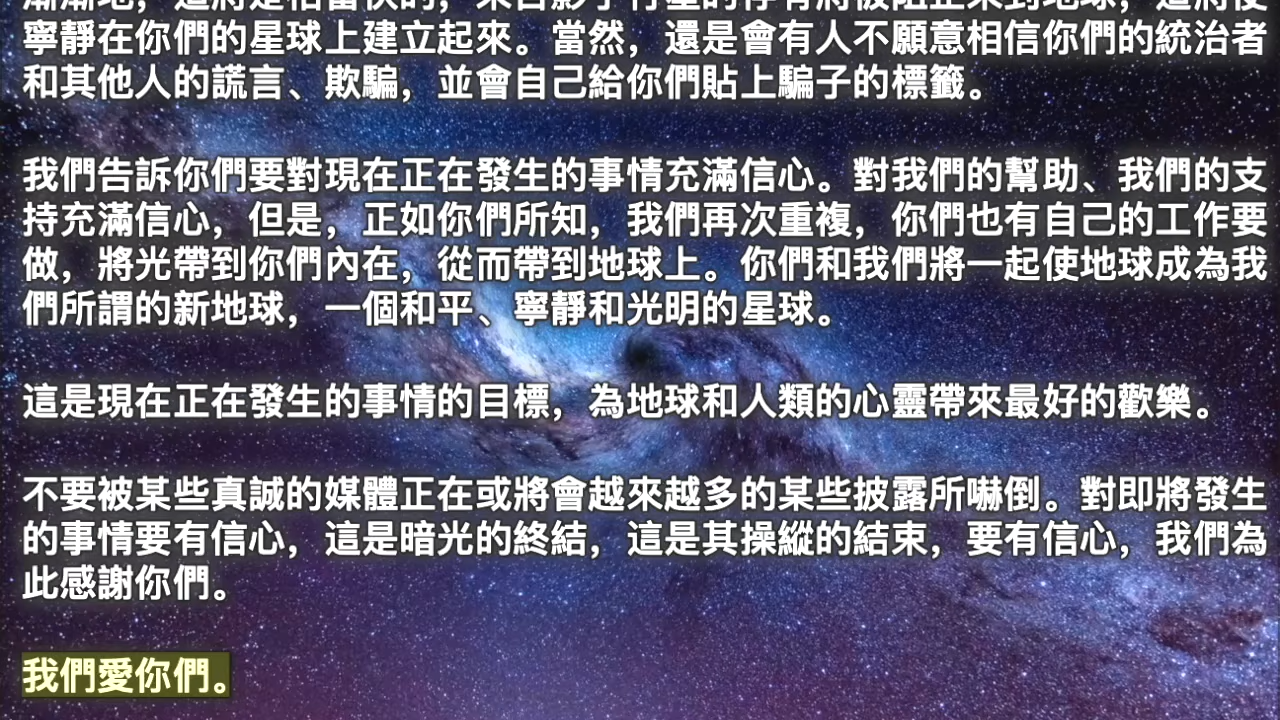 寧靜在你們的星球上建立起來。當然，還是會有人不願意相信你們的統治者
和其他人的謊言、欺騙，並會自己給你們貼上騙子的標籤。
我們告訴你們要對現在正在發生的事情充滿信心。對我們的幫助、我們的支
持充滿信心，但是，正如你們所知，我們再次重複，你們也有自己的工作要
做，將光帶到你們內在，從而帶到地球上。你們和我們將一起使地球成為我
們所謂的新地球，一個和平、寧靜和光明的星球。
這是現在正在發生的事情的目標，為地球和人類的心靈帶來最好的歡樂。
不要被某些真誠的媒體正在或將會越來越多的某些披露所嚇倒。對即將發生
的事情要有信心，這是暗光的終結，這是其操縱的結束，要有信心，我們為
此感謝你們。
我們愛你們。